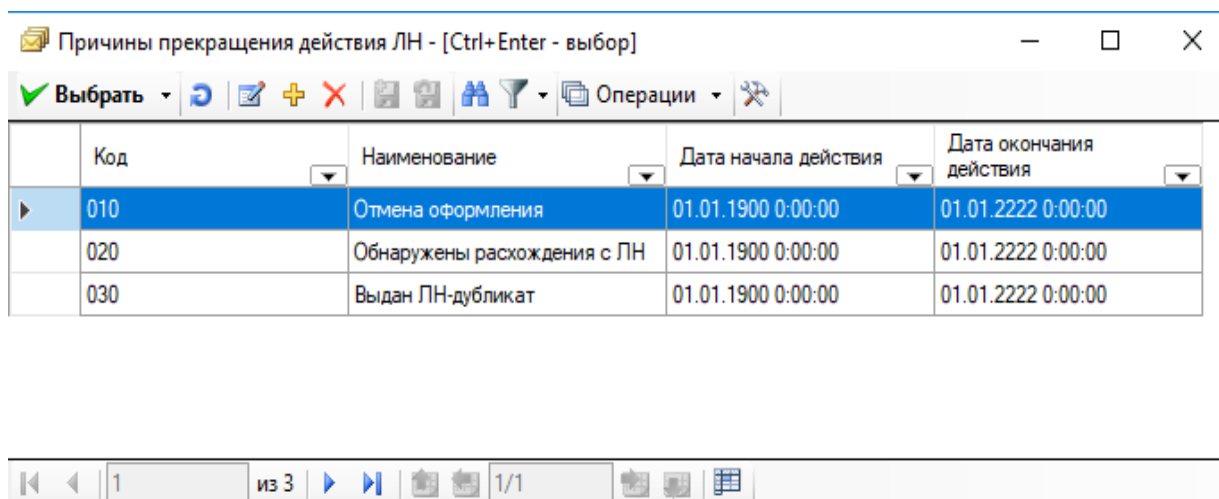 Причины прекращения действия ЛН - [Ctrl+Enter - выбор]
Выбрать Операции
Код Наименование Дата начала действия Дата окончания действия
010 Отмена оформления 01.01.1900 0:00:00 01.01.2222 0:00:00
020 Обнаружены расхождения с ЛН 01.01.1900 0:00:00 01.01.2222 0:00:00
030 Выдан ЛН-дубликат 01.01.1900 0:00:00 01.01.2222 0:00:00
1 из 3 1/1